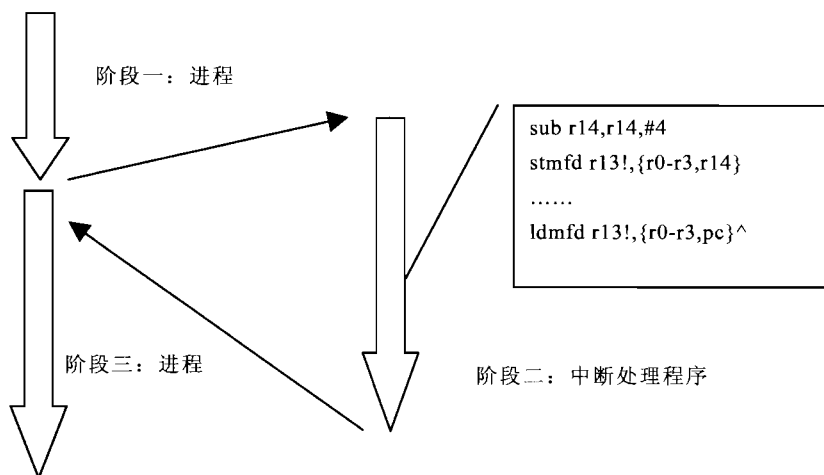 阶段一：进程
sub r14,r14,#4
stmfd r13!,{r0-r3,r14}
……
ldmfd r13!,{r0-r3,pc}^
阶段三：进程
阶段二：中断处理程序